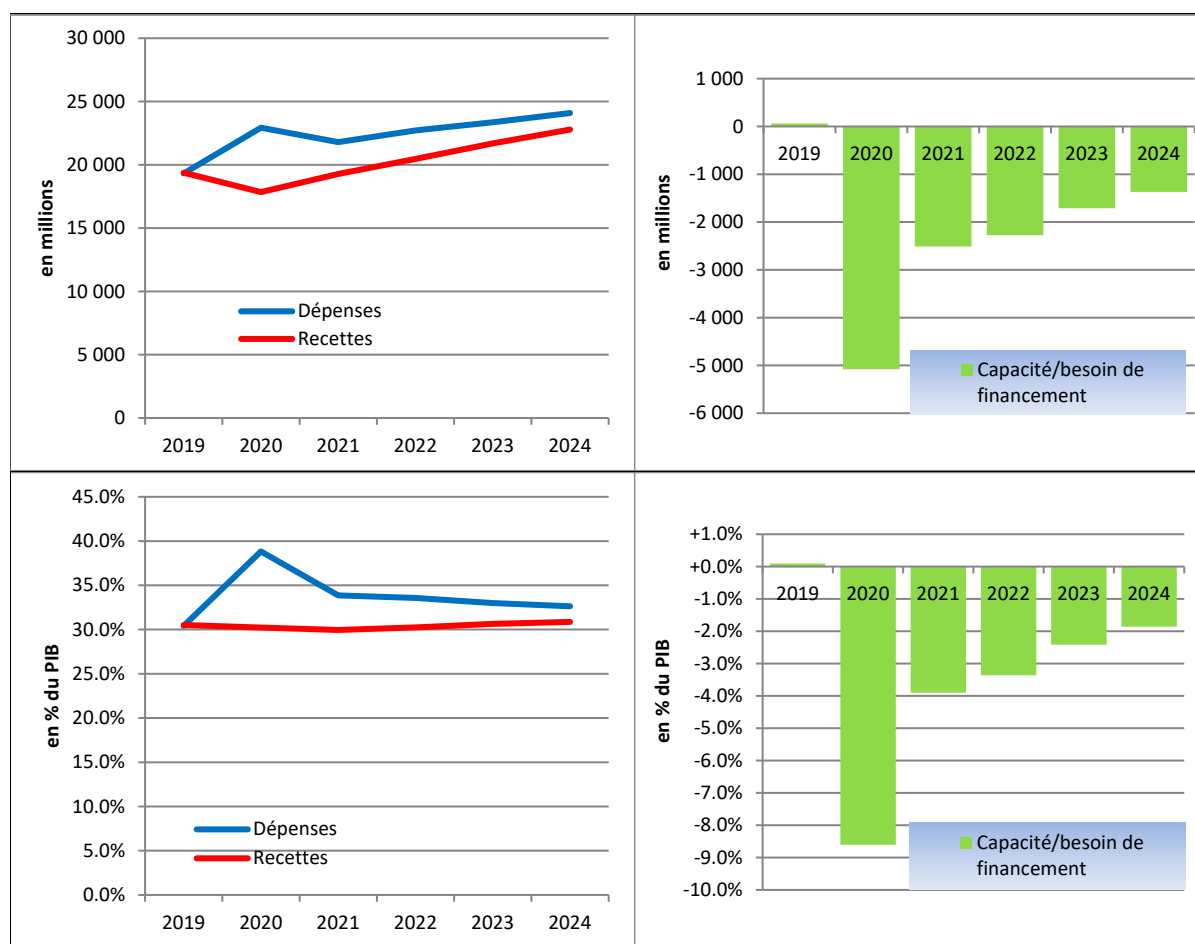 30 000
25 000
20 000
15 000
10 000
5 000
0
en millions
Dépenses
Recettes
2019 2020 2021 2022 2023 2024
1 000
0
-1 000
-2 000
-3 000
-4 000
-5 000
-6 000
en millions
2019 2020 2021 2022 2023 2024
Capacité/besoin de
financement
45.0%
40.0%
35.0%
30.0%
25.0%
20.0%
15.0%
10.0%
5.0%
0.0%
en % du PIB
Dépenses
Recettes
2019 2020 2021 2022 2023 2024
+1.0%
+0.0%
-1.0%
-2.0%
-3.0%
-4.0%
-5.0%
-6.0%
-7.0%
-8.0%
-9.0%
-10.0%
en % du PIB
2019 2020 2021 2022 2023 2024
Capacité/besoin de
financement